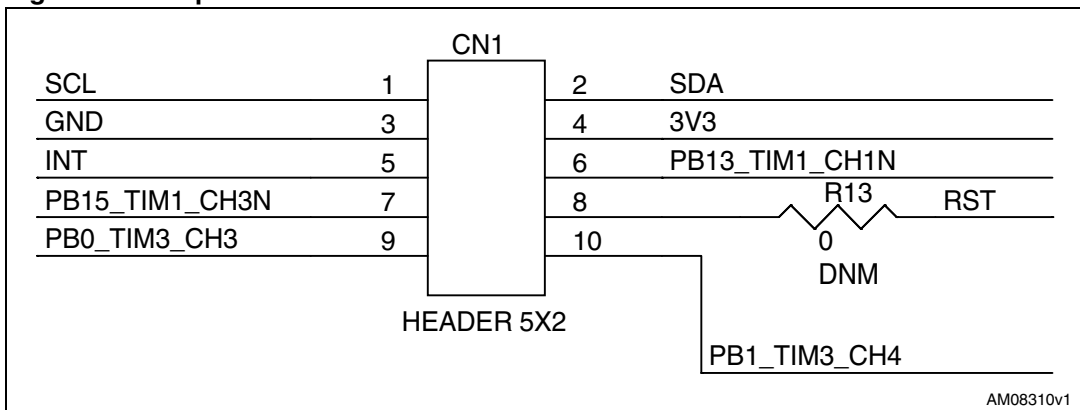 CN1
SCL 1 2 SDA
GND 3 4 3V3
INT 5 6 PB13_TIM1_CH1N
PB15_TIM1_CH3N 7 8 R13 RST
PB0_TIM3_CH3 9 10 0
DNM
HEADER 5X2
PB1_TIM3_CH4
AM08310v1